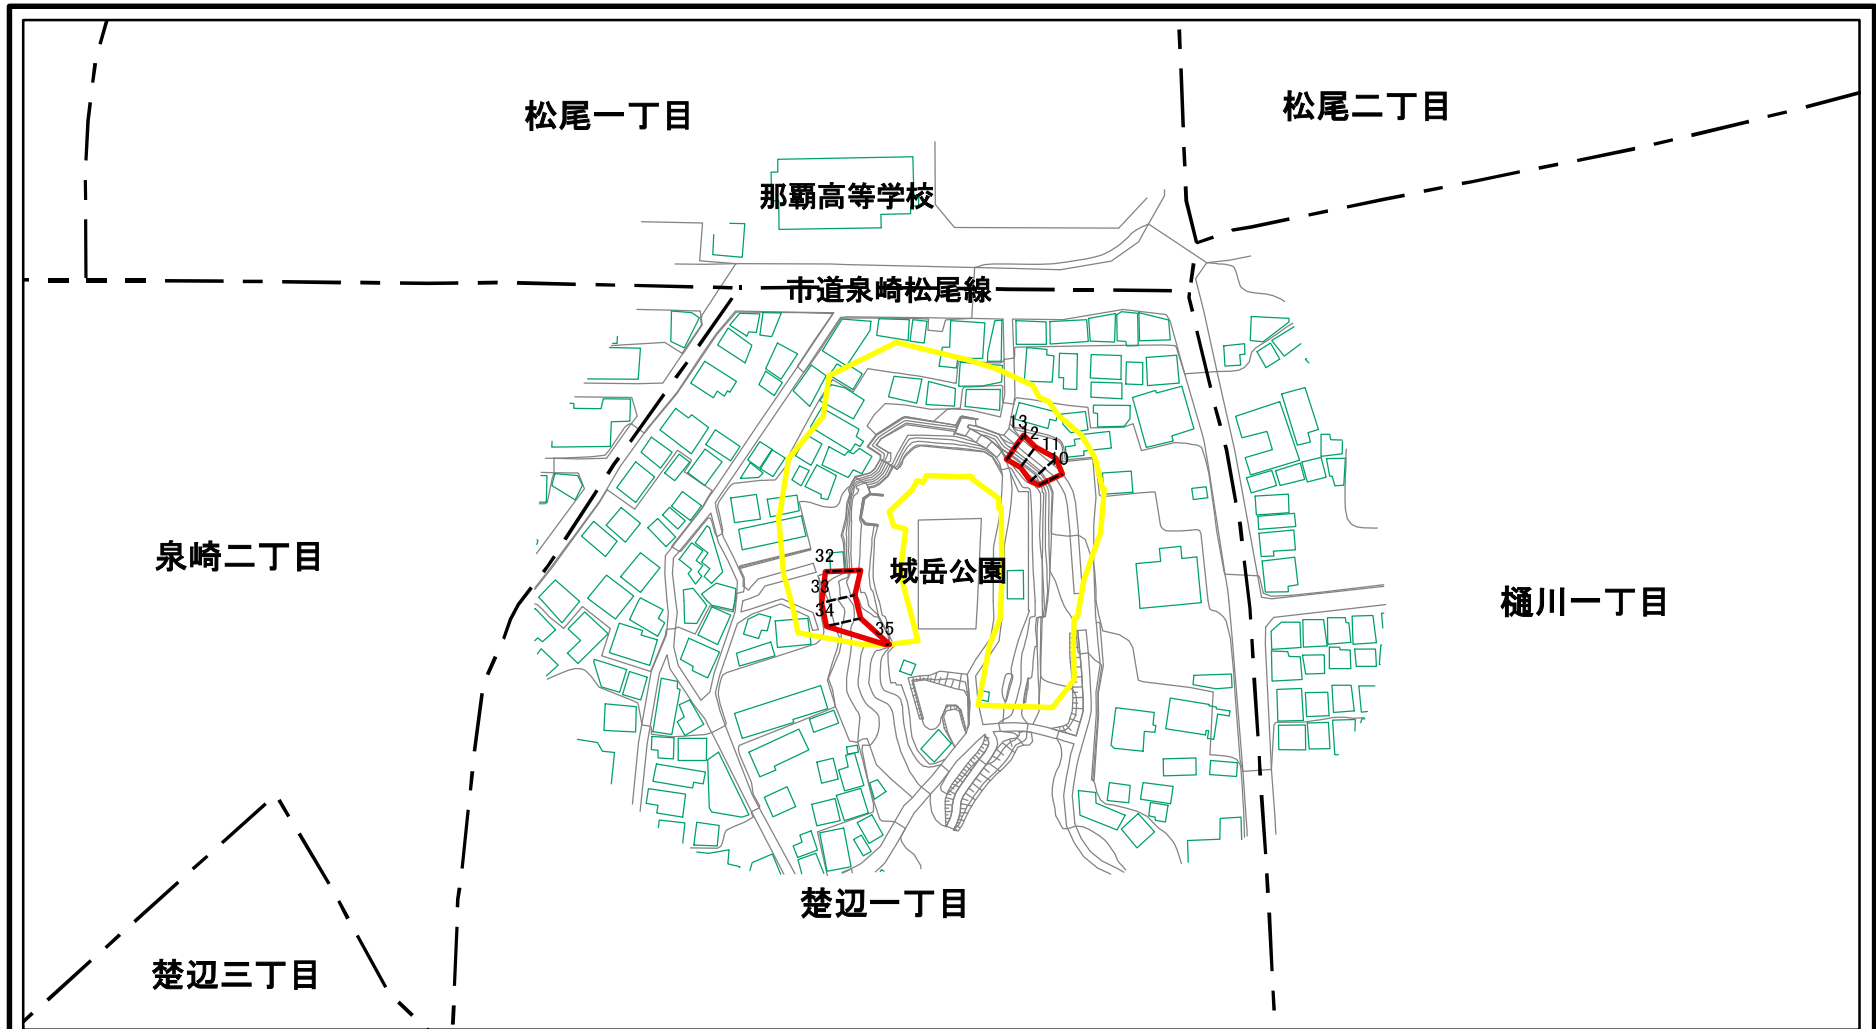 松尾一丁目
松尾二丁目
那覇高等学校
市道泉崎松尾線
13
12
11
10
泉崎二丁目
32
城岳公園
33
34
35
樋川一丁目
楚辺一丁目
楚辺三丁目